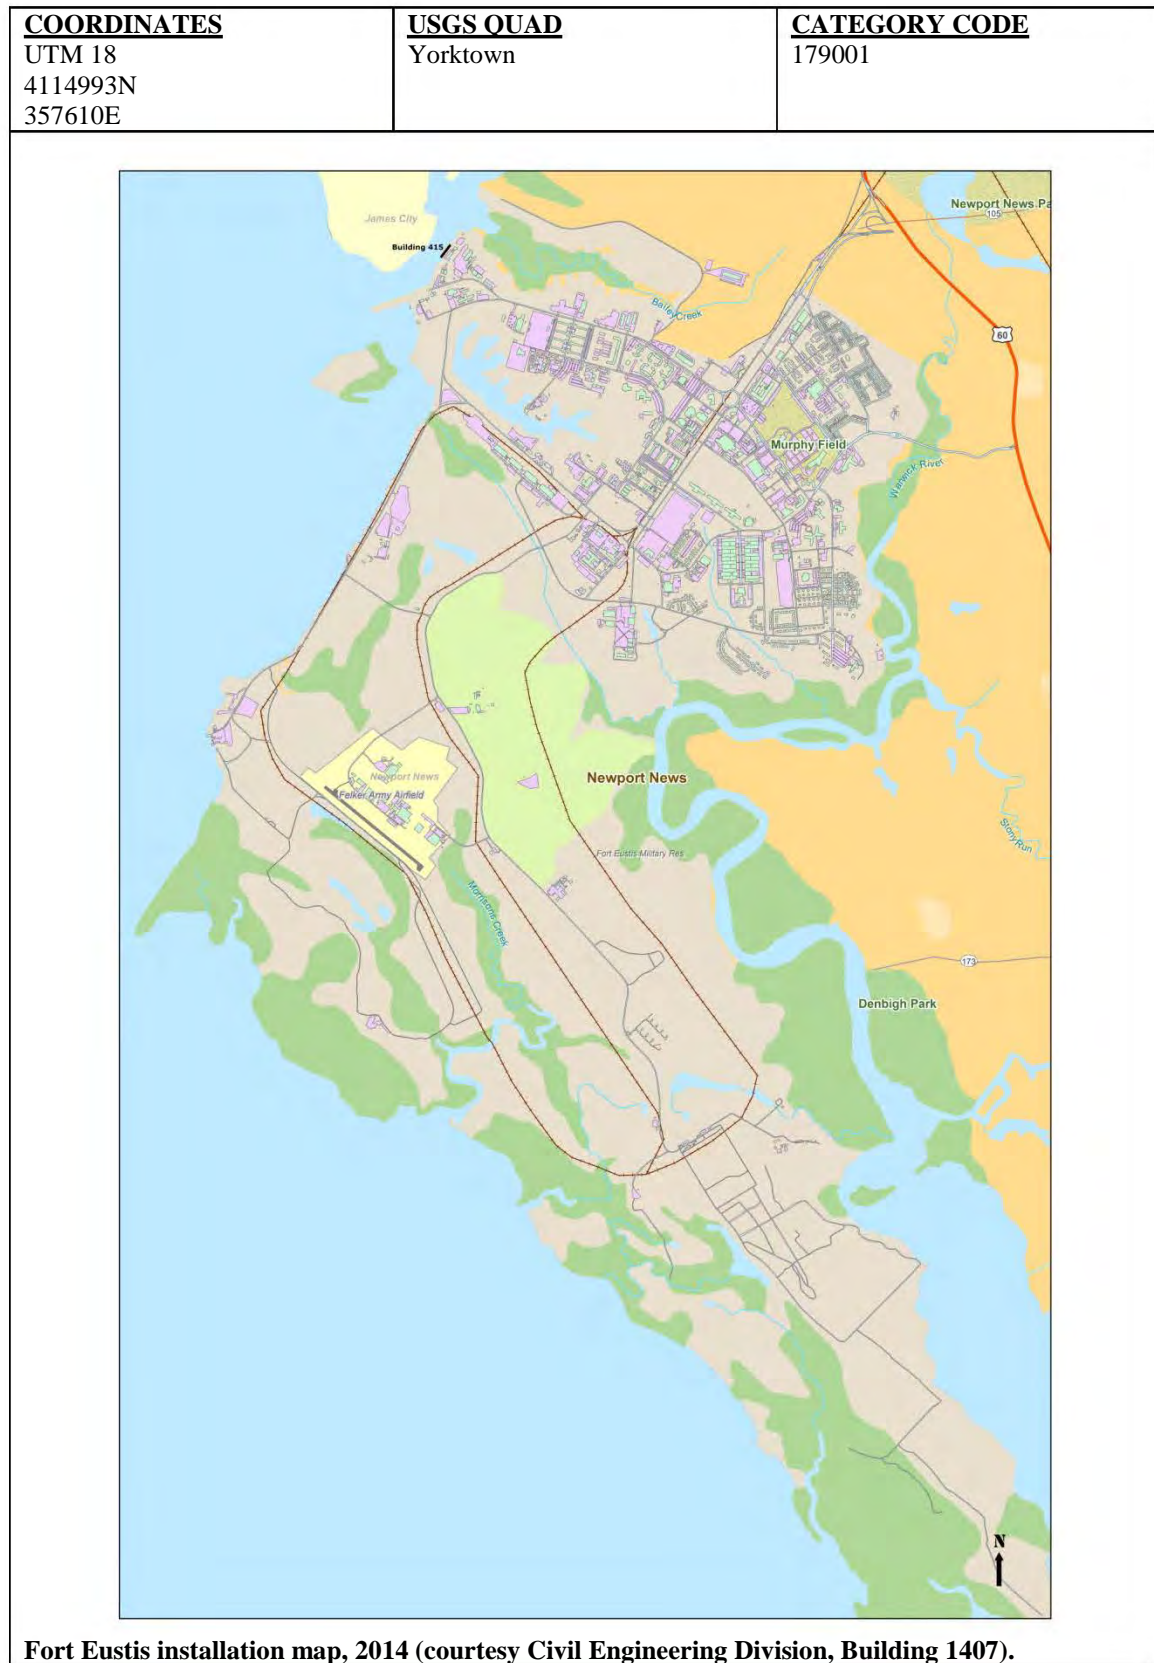 COORDINATES
UTM 18
4114993N
357610E
USGS QUAD
Yorktown
CATEGORY CODE
179001
James City
Building 415
Newport News Pa
105
Bailey Creek
60
Murphy Field
Warwick River
Newport News
Felker Army Airfield
Newport News
Stony Run
Fort Eustis Military Res
Morrisons Creek
173
Denbigh Park
N
Fort Eustis installation map, 2014 (courtesy Civil Engineering Division, Building 1407).